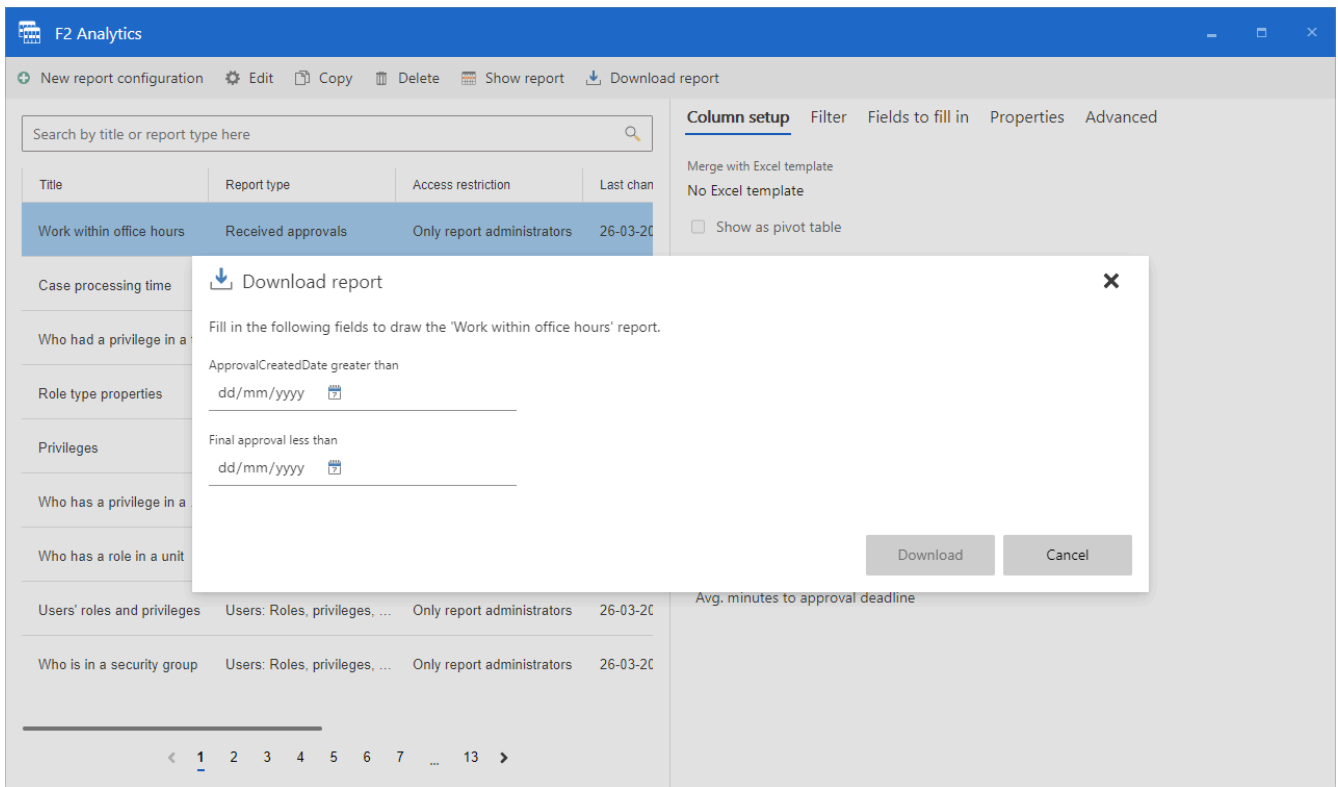 F2 Analytics
New report configuration Edit Copy Delete Show report Download report
Search by title or report type here
Column setup Filter Fields to fill in Properties Advanced
Merge with Excel template
No Excel template
Show as pivot table
Title Report type Access restriction Last chan
Work within office hours Received approvals Only report administrators 26-03-20
Case processing time
Who had a privilege in a
Role type properties
Privileges
Who has a privilege in a
Who has a role in a unit
Download report
Fill in the following fields to draw the 'Work within office hours' report.
ApprovalCreatedDate greater than
dd/mm/yyyy
Final approval less than
dd/mm/yyyy
Download Cancel
Avg. minutes to approval deadline
Users' roles and privileges Users: Roles, privileges, ... Only report administrators 26-03-20
Who is in a security group Users: Roles, privileges, ... Only report administrators 26-03-20
< 1 2 3 4 5 6 7 ... 13 >